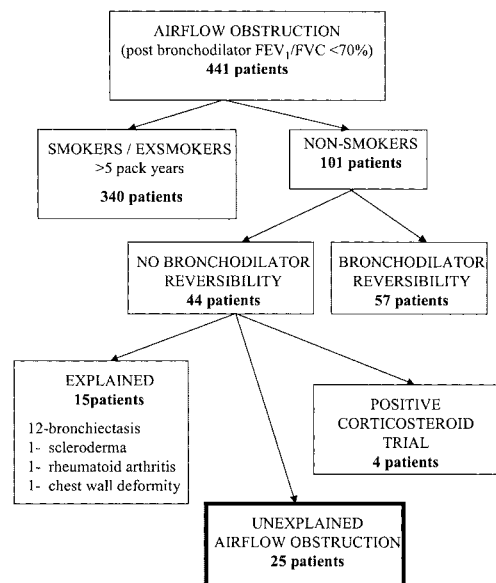 AIRFLOW OBSTRUCTION
(post bronchodilator FEV1/FVC <70%)
441 patients
SMOKERS / EXSMOKERS
>5 pack years
340 patients
NON-SMOKERS
101 patients
NO BRONCHODILATOR
REVERSIBILITY
44 patients
BRONCHODILATOR
REVERSIBILITY
57 patients
EXPLAINED
15patients
12-bronchiectasis
1- scleroderma
1- rheumatoid arthritis
1- chest wall deformity
POSITIVE
CORTICOSTEROID
TRIAL
4 patients
UNEXPLAINED
AIRFLOW OBSTRUCTION
25 patients